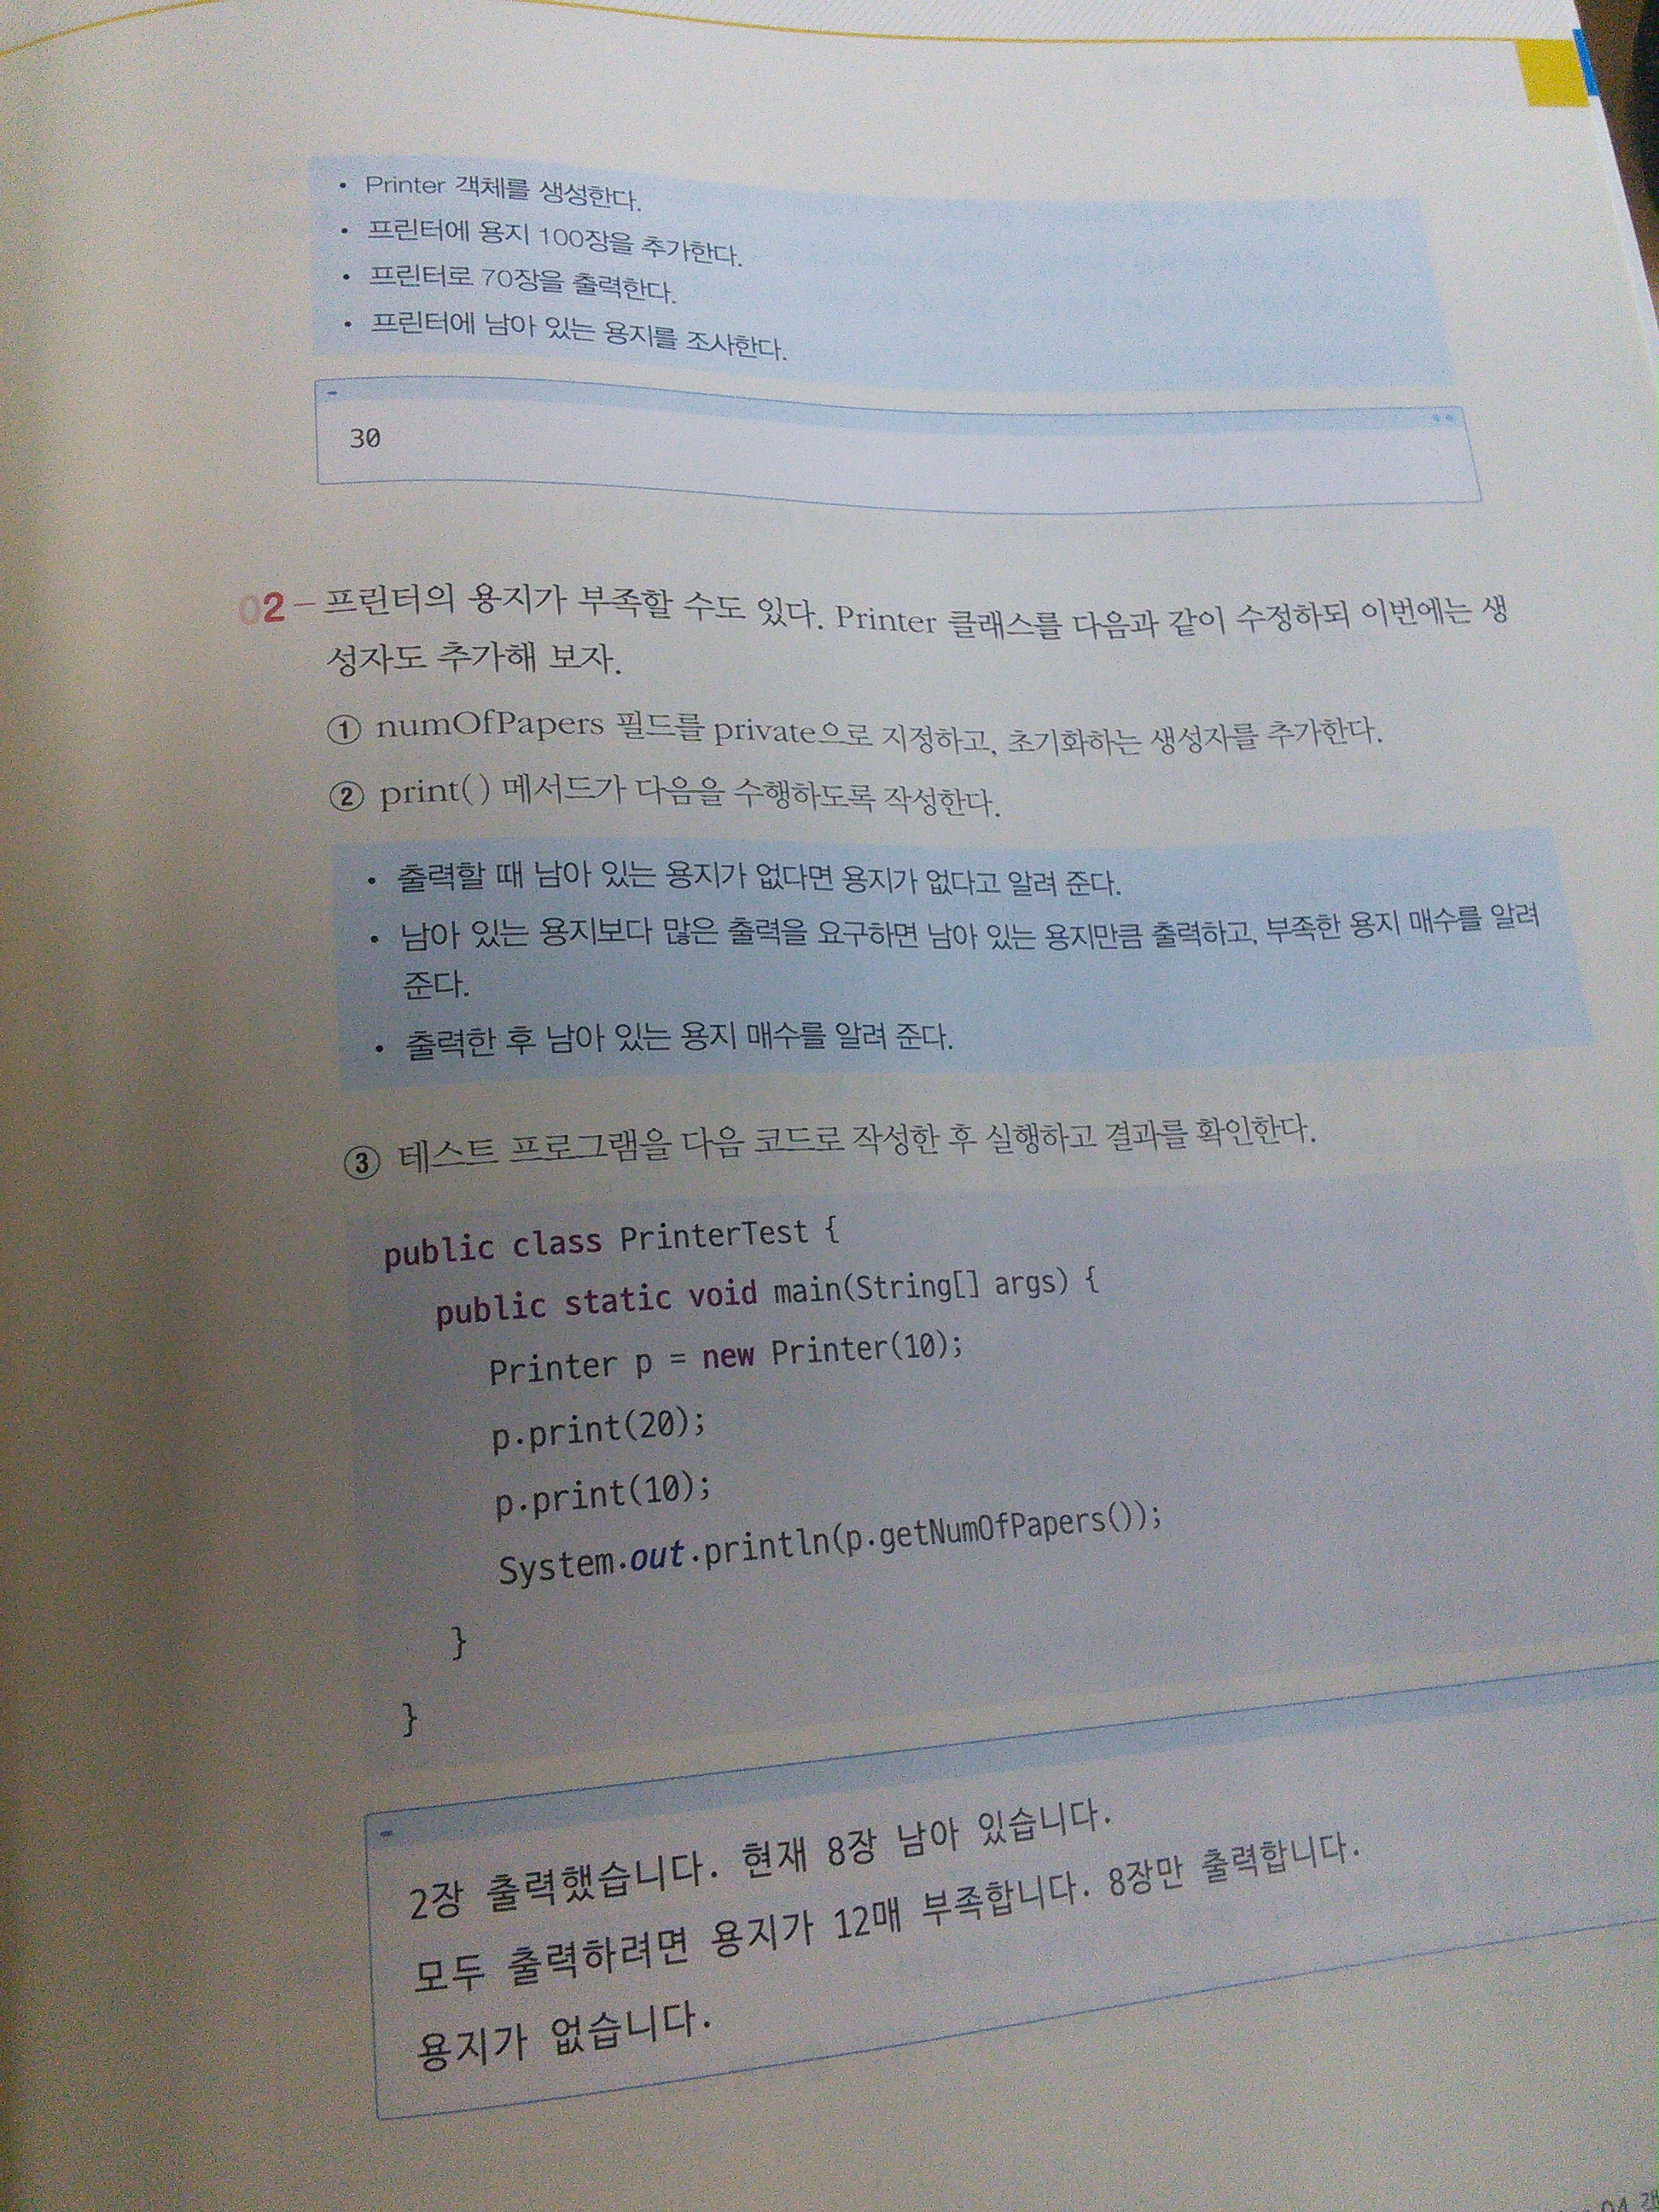 • Printer 객체를 생성한다.
• 프린터에 용지 100장을 추가한다.
• 프린터로 70장을 출력한다.
• 프린터에 남아 있는 용지를 조사한다.
30
02 - 프린터의 용지가 부족할 수도 있다. Printer 클래스를 다음과 같이 수정하되 이번에는 생
성자도 추가해 보자.
① numOfPapers 필드를 private으로 지정하고, 초기화하는 생성자를 추가한다.
② print() 메서드가 다음을 수행하도록 작성한다.
• 출력할 때 남아 있는 용지가 없다면 용지가 없다고 알려 준다.
• 남아 있는 용지보다 많은 출력을 요구하면 남아 있는 용지만큼 출력하고, 부족한 용지 매수를 알려
준다.
• 출력한 후 남아 있는 용지 매수를 알려 준다.
③ 테스트 프로그램을 다음 코드로 작성한 후 실행하고 결과를 확인한다.
public class PrinterTest {
public static void main(String[] args) {
Printer p = new Printer(10);
p.print(20);
p.print(10);
System.out.println(p.getNumOfPapers());
}
}
2장 출력했습니다. 현재 8장 남아 있습니다.
모두 출력하려면 용지가 12매 부족합니다. 8장만 출력합니다.
용지가 없습니다.
04